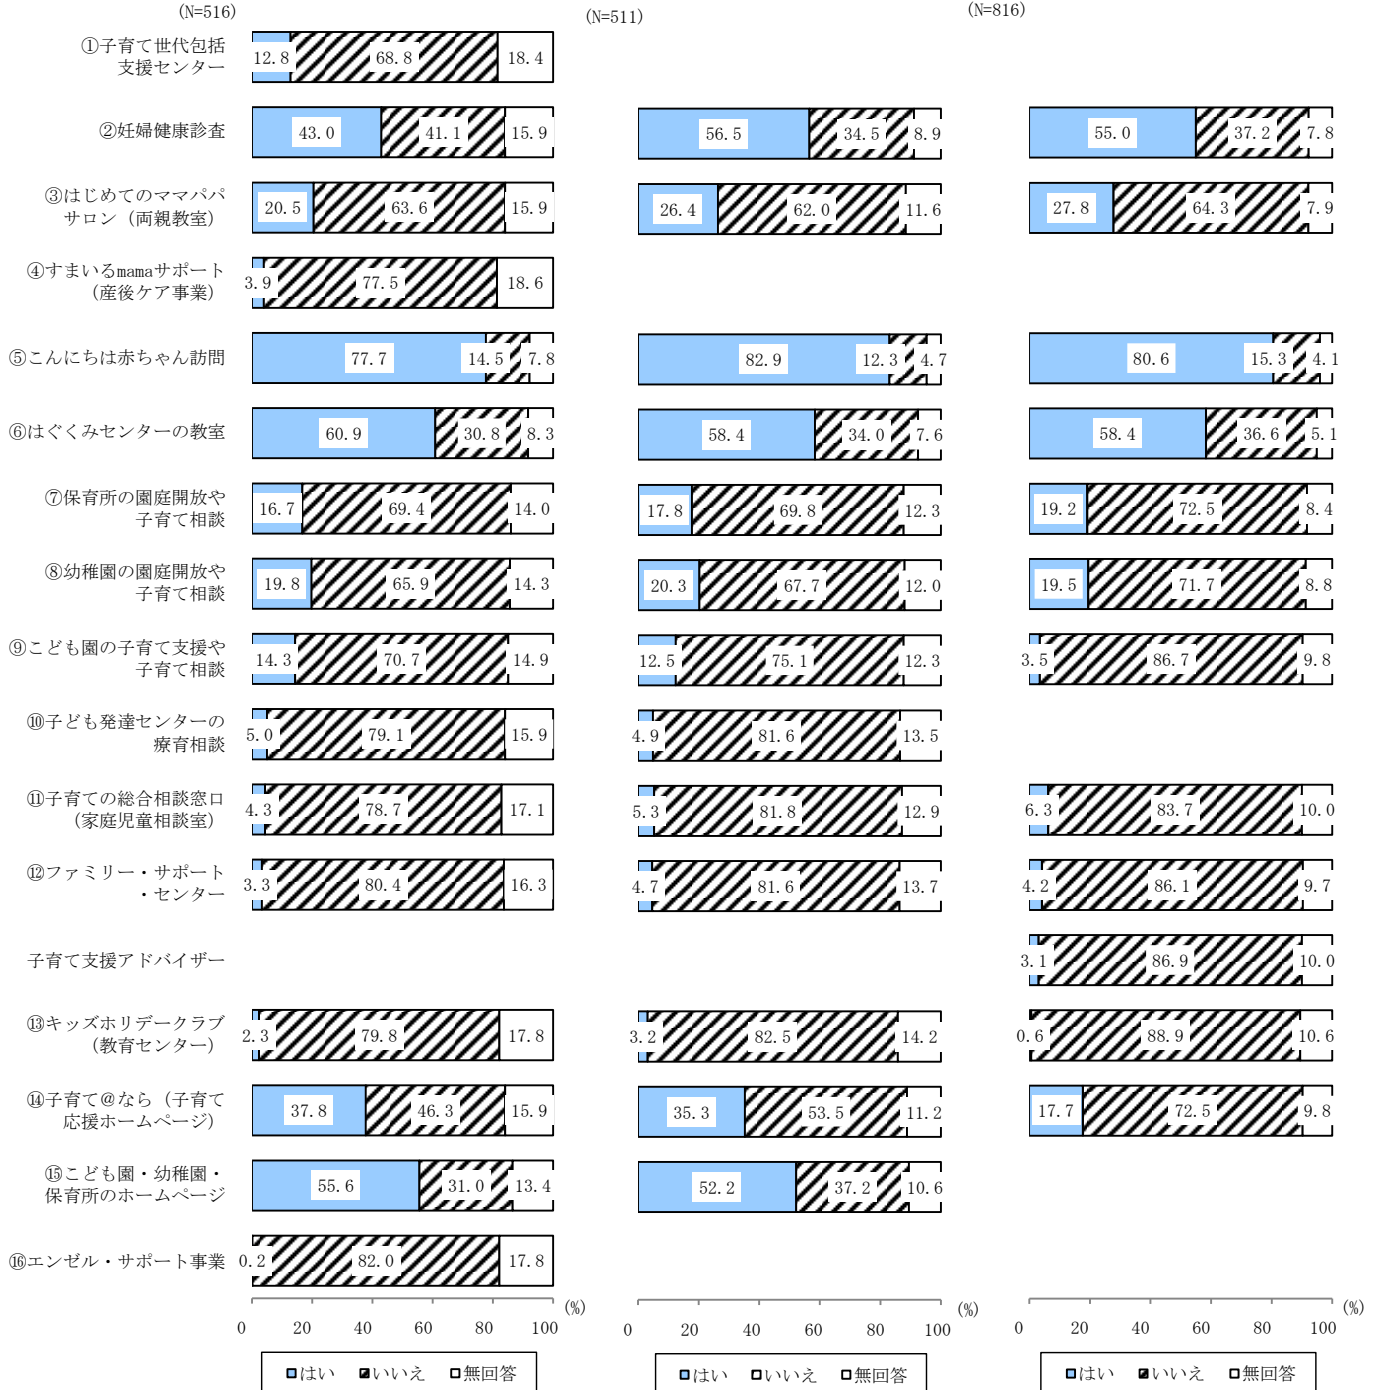 (N=516)
(N=511)
(N=816)
①子育て世代包括
支援センター
12.8 68.8 18.4
②妊婦健康診査
43.0 41.1 15.9
56.5 34.5 8.9
55.0 37.2 7.8
③はじめてのママパパ
サロン（両親教室）
20.5 63.6 15.9
26.4 62.0 11.6
27.8 64.3 7.9
④すまいるmamaサポート
（産後ケア事業）
3.9 77.5 18.6
⑤こんにちは赤ちゃん訪問
77.7 14.5 7.8
82.9 12.3 4.7
80.6 15.3 4.1
⑥はぐくみセンターの教室
60.9 30.8 8.3
58.4 34.0 7.6
58.4 36.6 5.1
⑦保育所の園庭開放や
子育て相談
16.7 69.4 14.0
17.8 69.8 12.3
19.2 72.5 8.4
⑧幼稚園の園庭開放や
子育て相談
19.8 65.9 14.3
20.3 67.7 12.0
19.5 71.7 8.8
⑨こども園の子育て支援や
子育て相談
14.3 70.7 14.9
12.5 75.1 12.3
3.5 86.7 9.8
⑩子ども発達センターの
療育相談
5.0 79.1 15.9
4.9 81.6 13.5
⑪子育ての総合相談窓口
（家庭児童相談室）
4.3 78.7 17.1
5.3 81.8 12.9
6.3 83.7 10.0
⑫ファミリー・サポート
・センター
3.3 80.4 16.3
4.7 81.6 13.7
4.2 86.1 9.7
子育て支援アドバイザー
3.1 86.9 10.0
⑬キッズホリデークラブ
（教育センター）
2.3 79.8 17.8
3.2 82.5 14.2
0.6 88.9 10.6
⑭子育て@なら（子育て
応援ホームページ）
37.8 46.3 15.9
35.3 53.5 11.2
17.7 72.5 9.8
⑮こども園・幼稚園・
保育所のホームページ
55.6 31.0 13.4
52.2 37.2 10.6
⑯エンゼル・サポート事業
0.2 82.0 17.8
0 20 40 60 80 100 (%)
0 20 40 60 80 100 (%)
0 20 40 60 80 100 (%)
はい いいえ 無回答
はい いいえ 無回答
はい いいえ 無回答